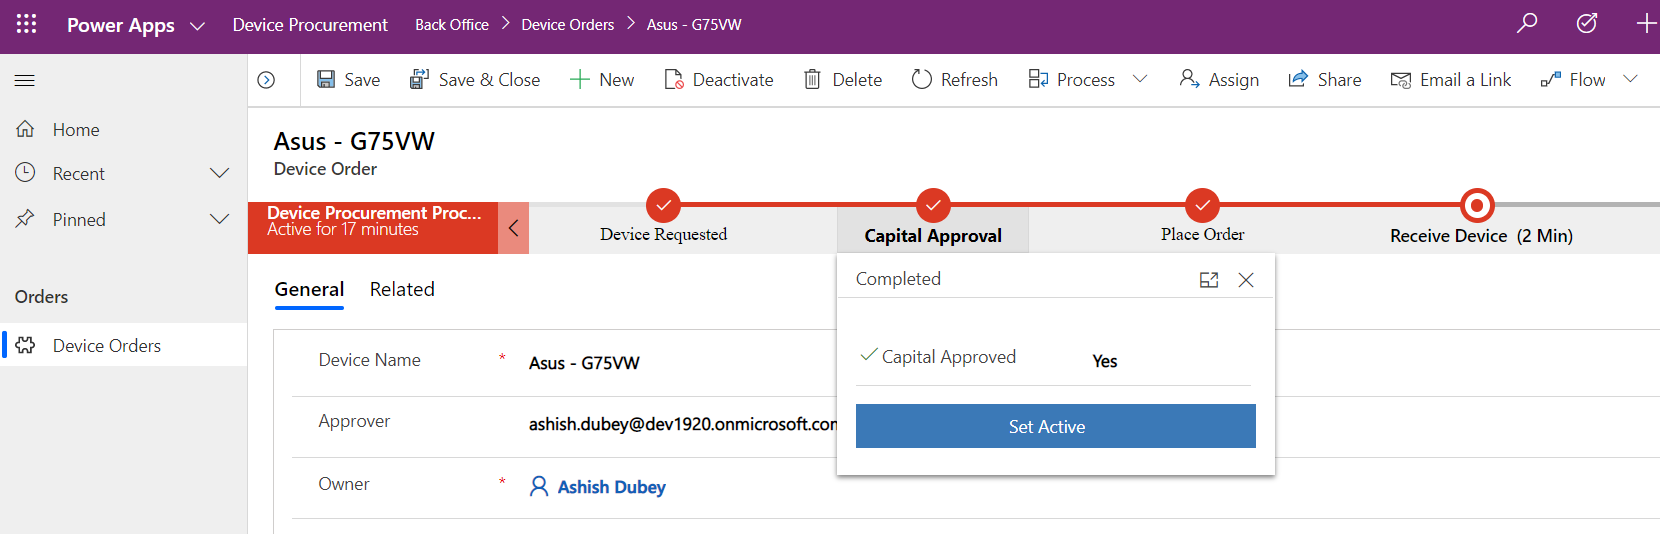 Power Apps Device Procurement Back Office Device Orders Asus - G75VW
Save Save & Close New Deactivate Delete Refresh Process Assign Share Email a Link Flow
Home
Recent
Pinned
Orders
Device Orders
Asus - G75VW
Device Order
Device Procurement Proc...
Active for 17 minutes
Device Requested Capital Approval Place Order Receive Device (2 Min)
General Related
Completed
Capital Approved Yes
Set Active
Device Name * Asus - G75VW
Approver ashish.dubey@dev1920.onmicrosoft.com
Owner * Ashish Dubey